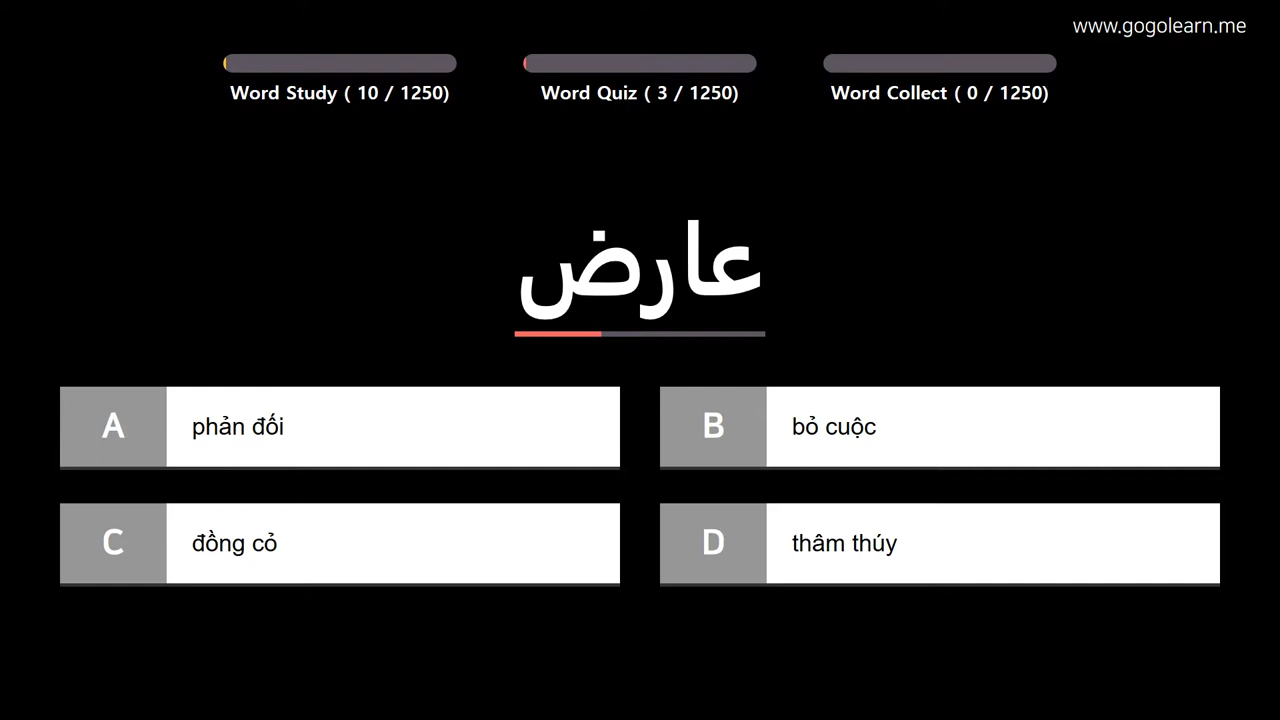 www.gogolearn.me
Word Study ( 10 / 1250)
Word Quiz ( 3 / 1250)
Word Collect ( 0 / 1250)
عارض
A phản đối
B bỏ cuộc
C đồng cỏ
D thâm thúy